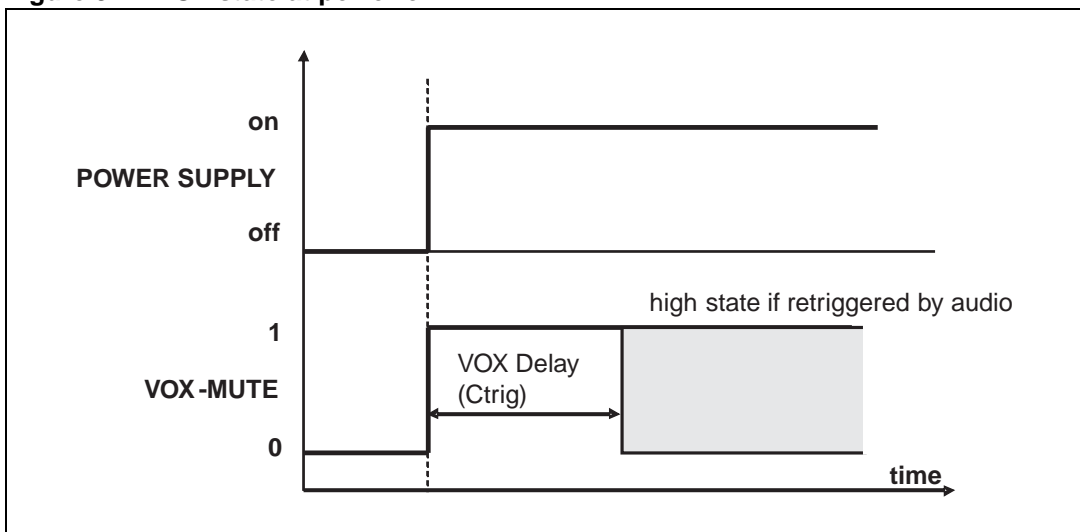 on
POWER SUPPLY
off
high state if retriggered by audio
1
VOX Delay
(Ctrig)
VOX-MUTE
0
time